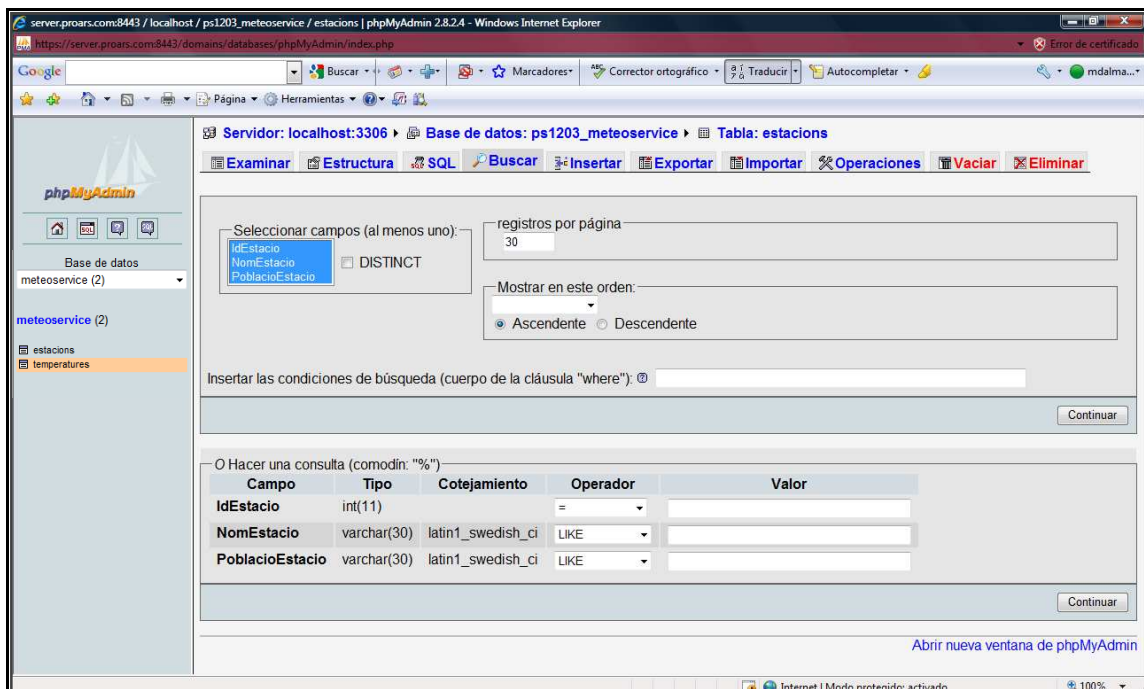 server.proars.com:8443 / localhost / ps1203_meteoservice / estacions | phpMyAdmin 2.8.2.4 - Windows Internet Explorer
https://server.proars.com:8443/domains/databases/phpMyAdmin/index.php Error de certificado
Google Buscar Marcadores Corrector ortográfico Traducir Autocompletar mdalma...
Página Herramientas
phpMyAdmin
Base de datos
meteoservice (2)
meteoservice (2)
estacions
temperatures
Servidor: localhost:3306 Base de datos: ps1203_meteoservice Tabla: estacions
Examinar Estructura SQL Buscar Insertar Exportar Importar Operaciones Vaciar Eliminar
Seleccionar campos (al menos uno):
IdEstacio
NomEstacio
PoblacioEstacio
DISTINCT
registros por página
30
Mostrar en este orden:
Ascendente Descendente
Insertar las condiciones de búsqueda (cuerpo de la cláusula "where"):
Continuar
O Hacer una consulta (comodín: "%")
Campo Tipo Cotejamiento Operador Valor
IdEstacio int(11) =
NomEstacio varchar(30) latin1_swedish_ci LIKE
PoblacioEstacio varchar(30) latin1_swedish_ci LIKE
Continuar
Abrir nueva ventana de phpMyAdmin
Internet | Modo protegido: activado 100%